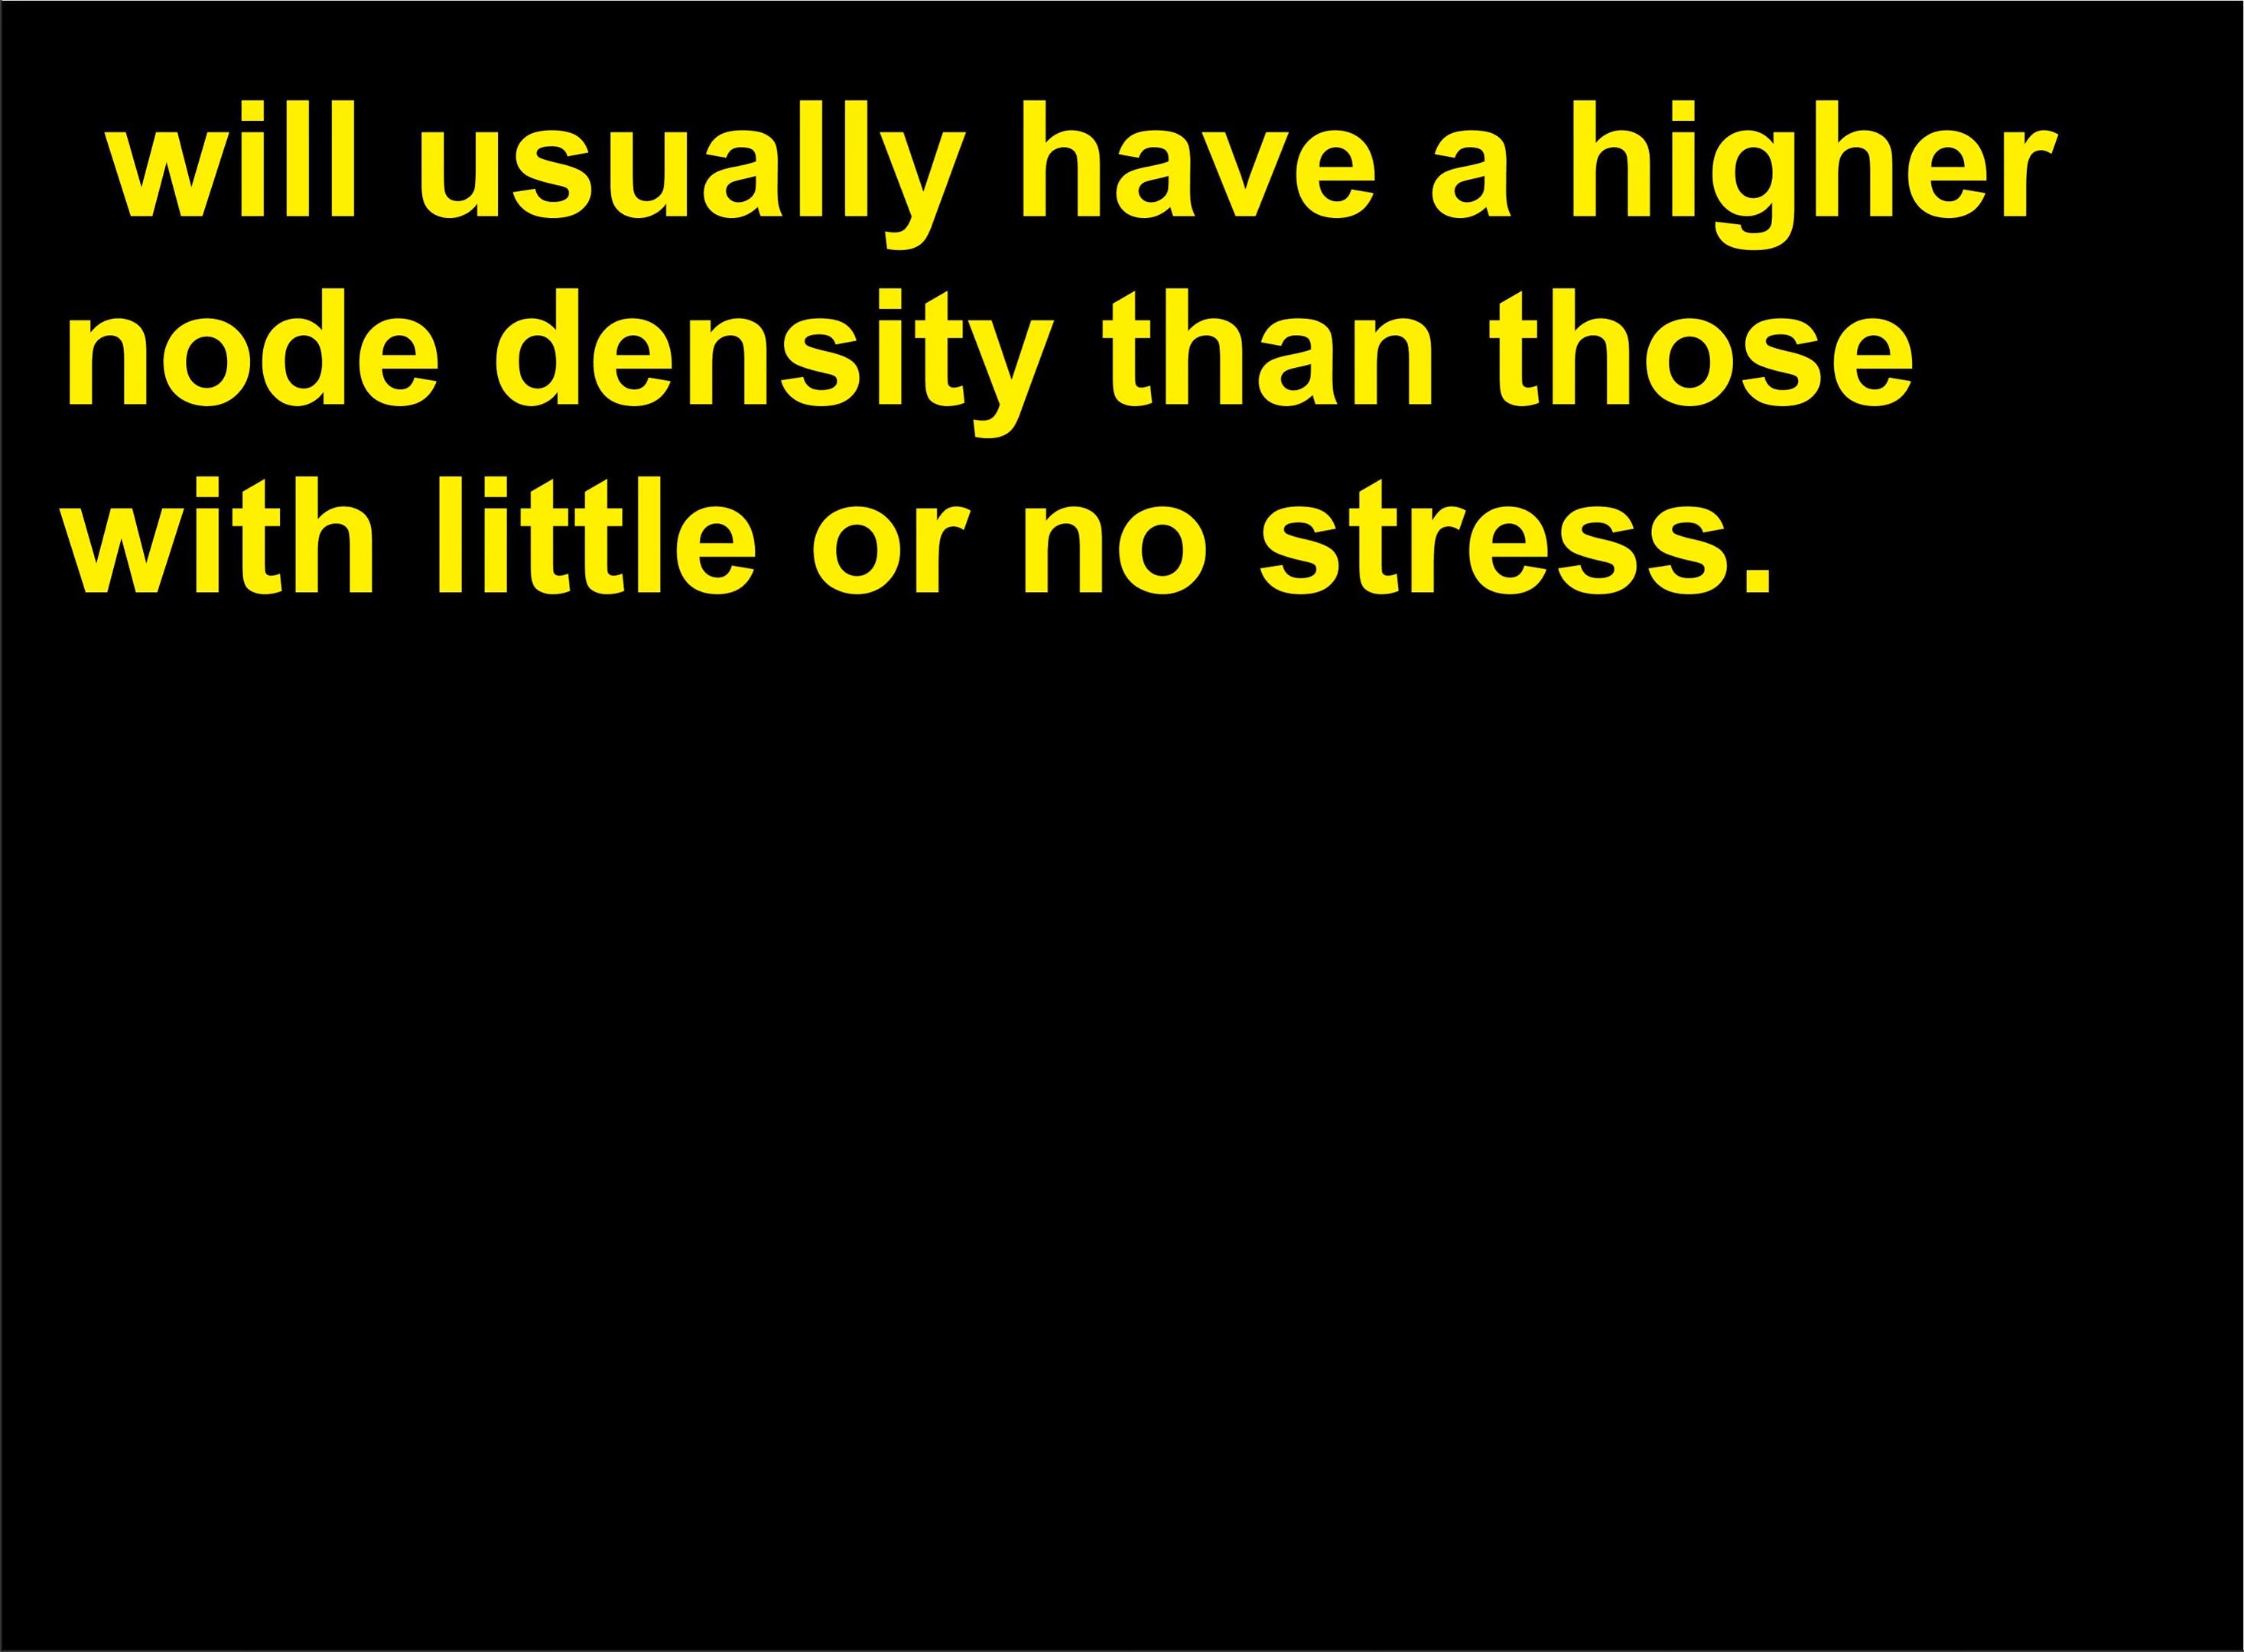 will usually have a higher
node density than those
with little or no stress.